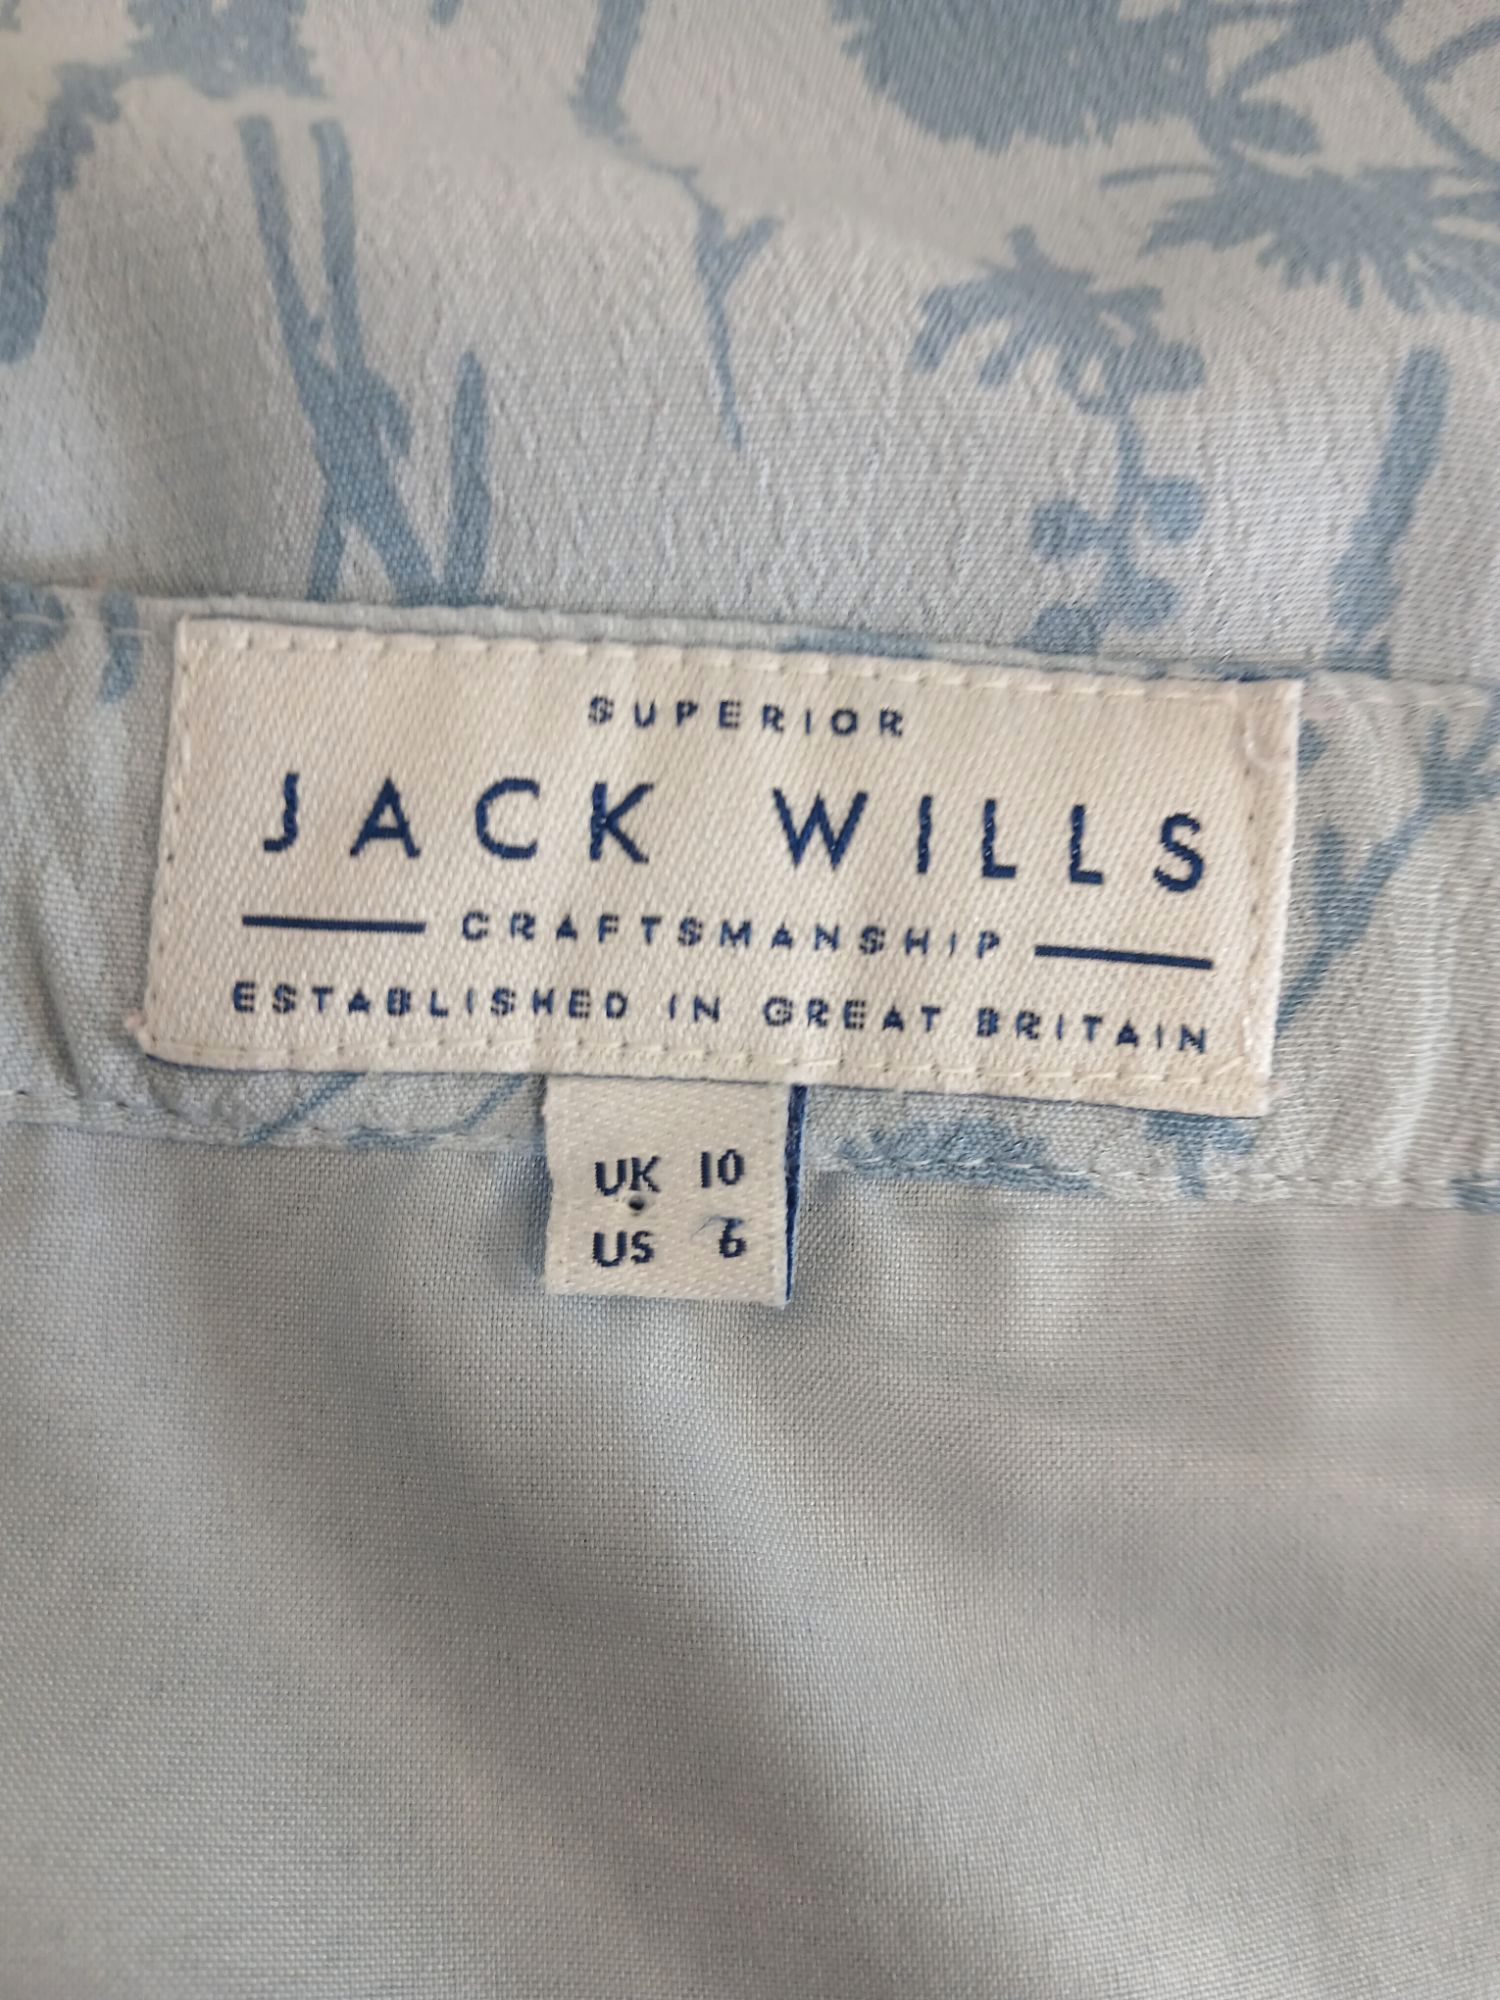 SUPERIOR
JACK WILLS
CRAFTSMANSHIP
ESTABLISHED IN GREAT BRITAIN
UK 10
US 6